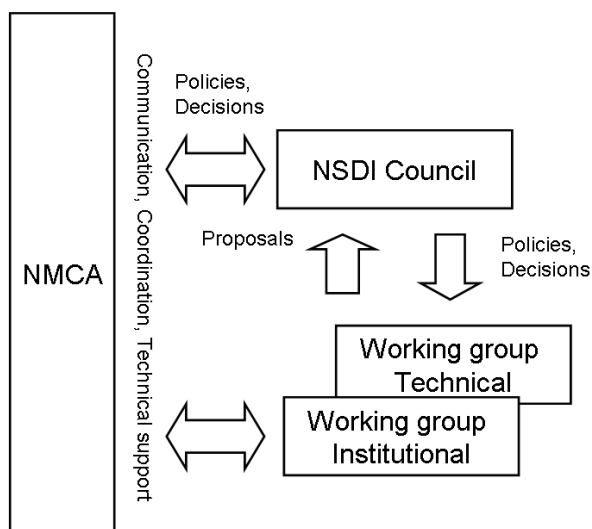 NMCA
Communication, Coordination, Technical support
Policies,
Decisions
NSDI Council
Proposals
Policies,
Decisions
Working group
Technical
Working group
Institutional